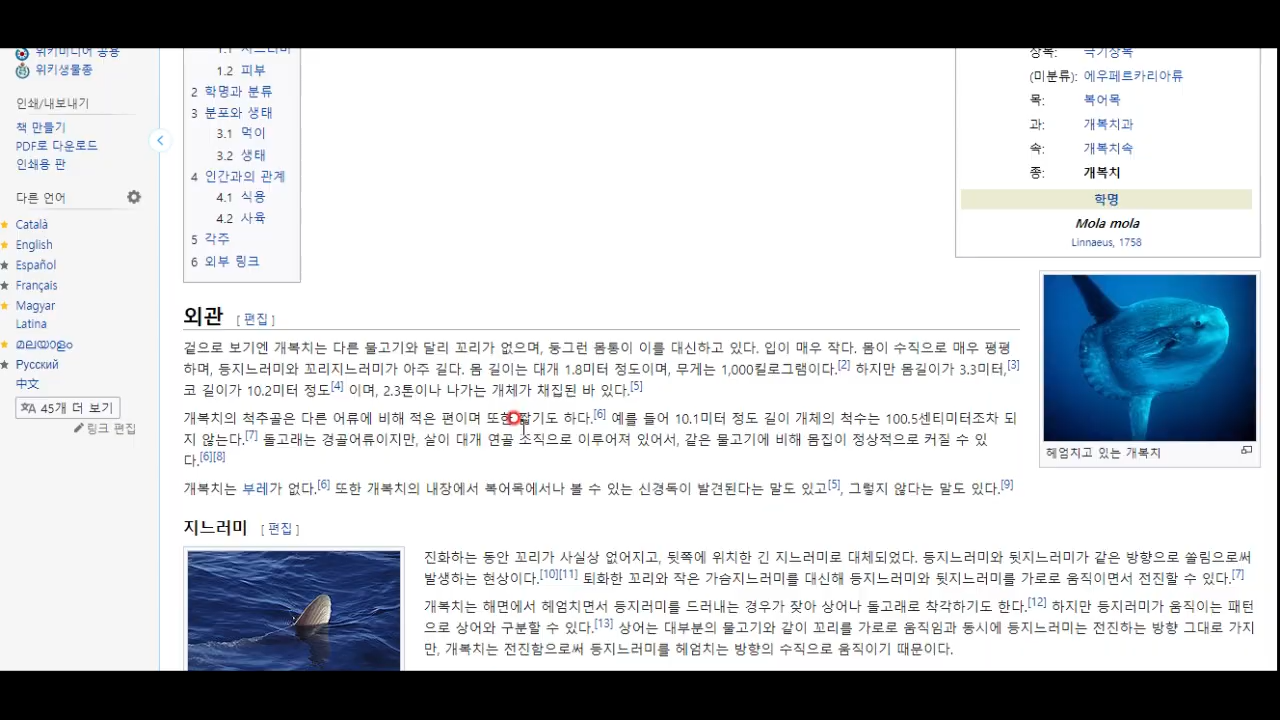 위키미디어 공용
위키생물종
인쇄/내보내기
책 만들기
PDF로 다운로드
인쇄용 판
다른 언어
Català
English
Español
Français
Magyar
Latina
മലയാളം
Русский
中文
45개 더 보기
링크 편집
1.1 지느러미
1.2 피부
2 학명과 분류
3 분포와 생태
3.1 먹이
3.2 생태
4 인간과의 관계
4.1 식용
4.2 사육
5 각주
6 외부 링크
상목: 극기상목
(미분류): 에우페르카리아류
목: 복어목
과: 개복치과
속: 개복치속
종: 개복치
학명
Mola mola
Linnaeus, 1758
헤엄치고 있는 개복치
외관 [ 편집 ]
겉으로 보기엔 개복치는 다른 물고기와 달리 꼬리가 없으며, 둥그런 몸통이 이를 대신하고 있다. 입이 매우 작다. 몸이 수직으로 매우 평평
하며, 등지느러미와 꼬리지느러미가 아주 길다. 몸 길이는 대개 1.8미터 정도이며, 무게는 1,000킬로그램이다.[2] 하지만 몸길이가 3.3미터,[3]
코 길이가 10.2미터 정도[4] 이며, 2.3톤이나 나가는 개체가 채집된 바 있다.[5]
개복치의 척추골은 다른 어류에 비해 적은 편이며 또한 짧기도 하다.[6] 예를 들어 10.1미터 정도 길이 개체의 척수는 100.5센티미터조차 되
지 않는다.[7] 돌고래는 경골어류이지만, 살이 대개 연골 조직으로 이루어져 있어서, 같은 물고기에 비해 몸집이 정상적으로 커질 수 있
다.[6][8]
개복치는 부레가 없다.[6] 또한 개복치의 내장에서 복어목에서나 볼 수 있는 신경독이 발견된다는 말도 있고[5], 그렇지 않다는 말도 있다.[9]
지느러미 [ 편집 ]
진화하는 동안 꼬리가 사실상 없어지고, 뒷쪽에 위치한 긴 지느러미로 대체되었다. 등지느러미와 뒷지느러미가 같은 방향으로 쏠림으로써
발생하는 현상이다.[10][11] 퇴화한 꼬리와 작은 가슴지느러미를 대신해 등지느러미와 뒷지느러미를 가로로 움직이면서 전진할 수 있다.[7]
개복치는 해면에서 헤엄치면서 등지러미를 드러내는 경우가 잦아 상어나 돌고래로 착각하기도 한다.[12] 하지만 등지러미가 움직이는 패턴
으로 상어와 구분할 수 있다.[13] 상어는 대부분의 물고기와 같이 꼬리를 가로로 움직임과 동시에 등지느러미는 전진하는 방향 그대로 가지
만, 개복치는 전진함으로써 등지느러미를 헤엄치는 방향의 수직으로 움직이기 때문이다.